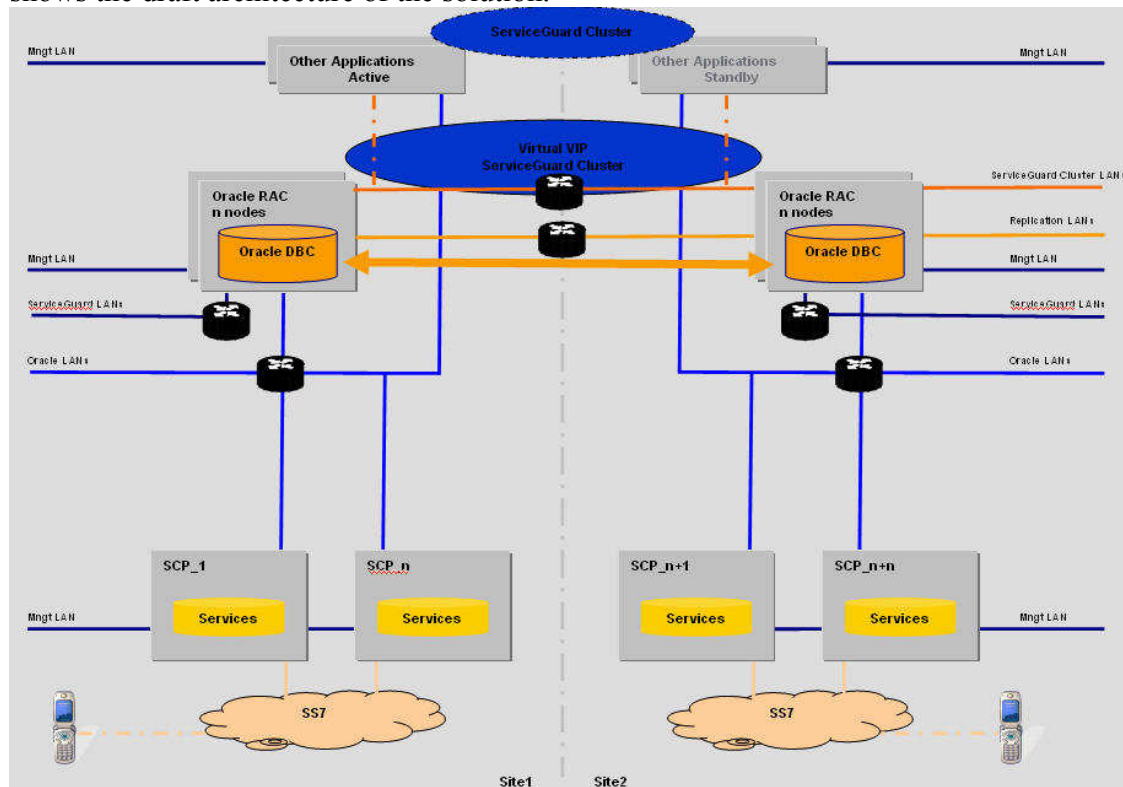 shows the draft architecture of the solution.
ServiceGuard Cluster
Mngt LAN
Other Applications
Active
Other Applications
Standby
Mngt LAN
Virtual VIP
ServiceGuard Cluster
ServiceGuard Cluster LANs
Oracle RAC
n nodes
Oracle RAC
n nodes
Replication LANs
Oracle DBC
Oracle DBC
Mngt LAN
Mngt LAN
ServiceGuard LANs
ServiceGuard LANs
Oracle LANs
Oracle LANs
SCP_1
SCP_n
SCP_n+1
SCP_n+n
Services
Services
Services
Services
Mngt LAN
Mngt LAN
SS7
SS7
Site1
Site2